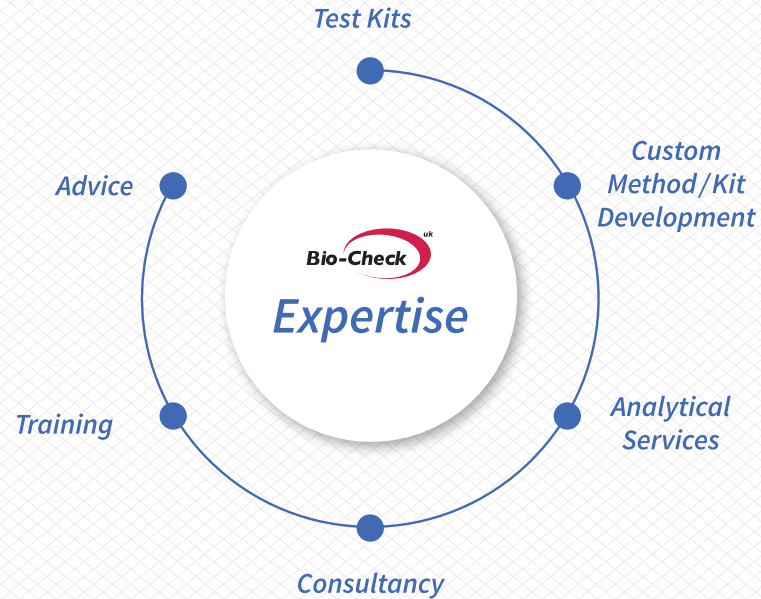 Test Kits
Custom
Method/Kit
Development
Advice
uk
Bio-Check
Expertise
Analytical
Services
Training
Consultancy